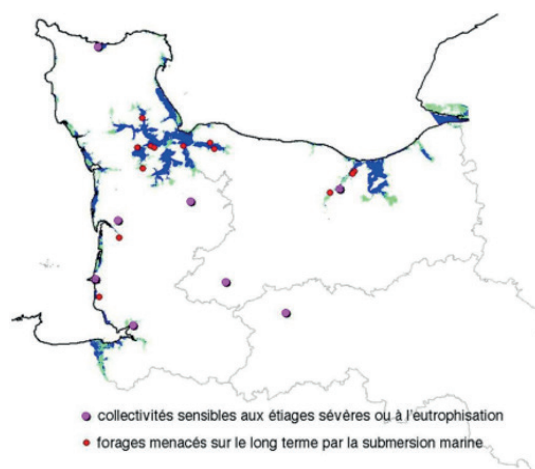 collectivités sensibles aux étiages sévères ou à l'eutrophisation
forages menacés sur le long terme par la submersion marine